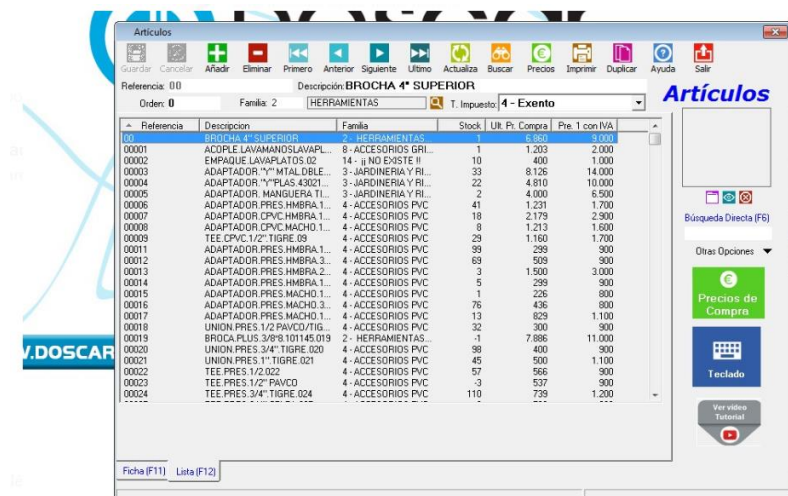 Artículos
Guardar Cancelar Añadir Eliminar Primero Anterior Siguiente Ultimo Actualiza Buscar Precios Imprimir Duplicar Ayuda Salir
Referencia: 00 Descripción: BROCHA 4" SUPERIOR
Orden: 0 Familia: 2 HERRAMIENTAS T. Impuesto: 4 - Exento
Artículos
Referencia Descripcion Familia Stock Ult. Pr. Compra Pre. 1 con IVA
00 BROCHA 4" SUPERIOR 2 - HERRAMIENTAS... 1 6.860 9.000
00001 ACOPLE.LAVAMANOSLAVAPL... 8 - ACCESORIOS GRI... 1 1.203 2.000
00002 EMPAQUE.LAVAPLATOS.02 14 - ¡¡ NO EXISTE !! 10 400 1.000
00003 ADAPTADOR."Y" MTAL.DBLE... 3 - JARDINERIA Y RI... 33 8.126 14.000
00004 ADAPTADOR."Y"PLAS.43021... 3 - JARDINERIA Y RI... 22 4.810 10.000
00005 ADAPTADOR. MANGUERA TI... 3 - JARDINERIA Y RI... 2 4.000 6.500
00006 ADAPTADOR.PRES.HMBRA.1... 4 - ACCESORIOS PVC 41 1.231 1.700
00007 ADAPTADOR.CPVC.HMBRA.1... 4 - ACCESORIOS PVC 18 2.179 2.900
00008 ADAPTADOR.CPVC.MACHO.1... 4 - ACCESORIOS PVC 8 1.213 1.600
00009 TEE.CPVC.1/2".TIGRE.09 4 - ACCESORIOS PVC 29 1.160 1.700
00011 ADAPTADOR.PRES.HMBRA.1... 4 - ACCESORIOS PVC 99 299 900
00012 ADAPTADOR.PRES.HMBRA.3... 4 - ACCESORIOS PVC 69 509 900
00013 ADAPTADOR.PRES.HMBRA.2... 4 - ACCESORIOS PVC 3 1.500 3.000
00014 ADAPTADOR.PRES.HMBRA.1... 4 - ACCESORIOS PVC 5 299 900
00015 ADAPTADOR.PRES.MACHO.1... 4 - ACCESORIOS PVC 1 226 800
00016 ADAPTADOR.PRES.MACHO.3... 4 - ACCESORIOS PVC 76 436 800
00017 ADAPTADOR.PRES.MACHO.1... 4 - ACCESORIOS PVC 13 829 1.100
00018 UNION.PRES.1/2 PAVCO/TIG... 4 - ACCESORIOS PVC 32 300 900
00019 BROCA.PLUS.3/8*8.101145.019 2 - HERRAMIENTAS... -1 7.886 11.000
00020 UNION.PRES.3/4".TIGRE.020 4 - ACCESORIOS PVC 98 400 900
00021 UNION.PRES.1".TIGRE.021 4 - ACCESORIOS PVC 45 500 1.100
00022 TEE.PRES.1/2.022 4 - ACCESORIOS PVC 57 566 900
00023 TEE.PRES.1/2" PAVCO 4 - ACCESORIOS PVC -3 537 900
00024 TEE.PRES.3/4".TIGRE.024 4 - ACCESORIOS PVC 110 739 1.200
Búsqueda Directa (F6)
Otras Opciones
Precios de
Compra
Teclado
Ver video
Tutorial
Ficha (F11) Lista (F12)
.DOSCAR